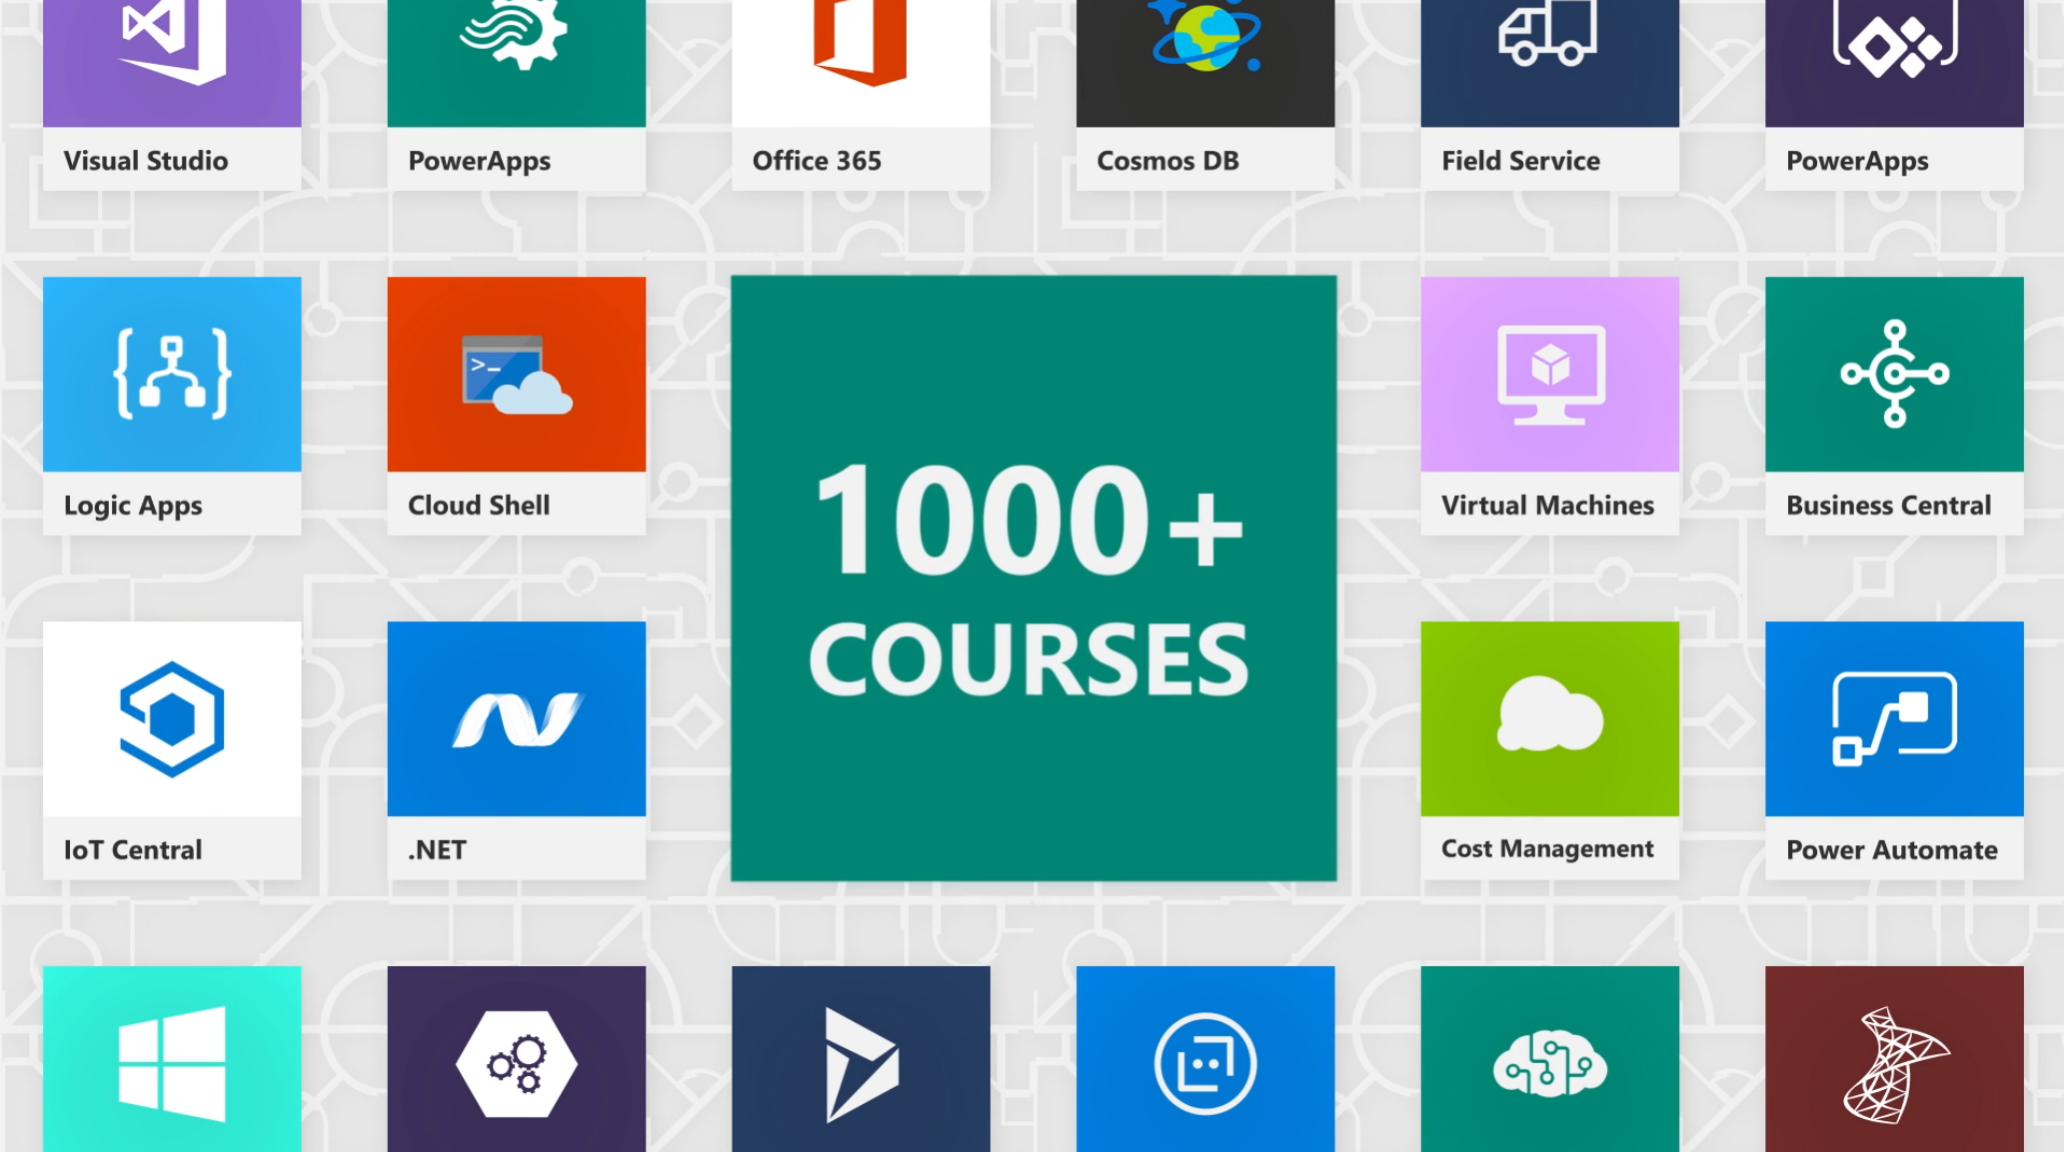 Visual Studio
PowerApps
Office 365
Cosmos DB
Field Service
PowerApps
Logic Apps
>_
Cloud Shell
1000+
COURSES
Virtual Machines
Business Central
IoT Central
.NET
Cost Management
Power Automate